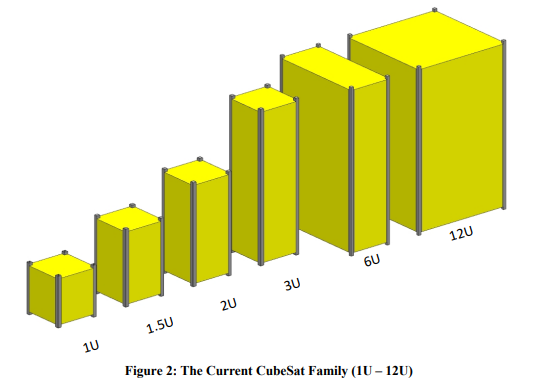 1U
1.5U
2U
3U
6U
12U
Figure 2: The Current CubeSat Family (1U – 12U)